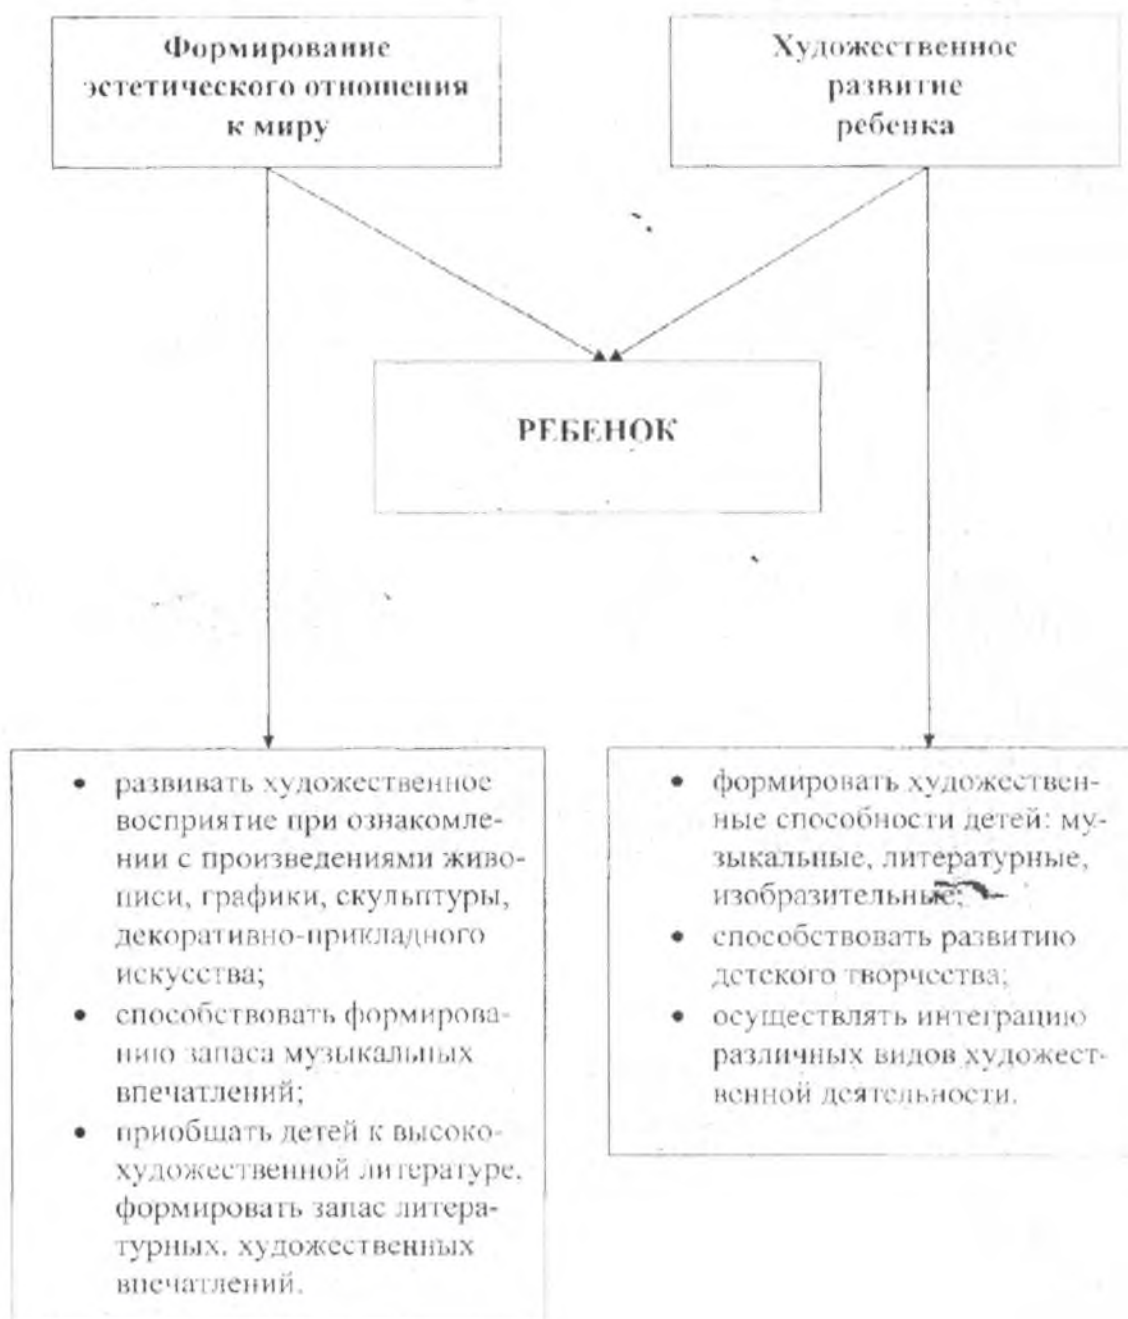 Формирование
эстетического отношения
к миру
Художественное
развитие
ребенка
РЕБЕНОК
• развивать художественное
восприятие при ознакомле-
нии с произведениями живо-
писи, графики, скульптуры,
декоративно-прикладного
искусства;
• способствовать формирова-
нию запаса музыкальных
впечатлений;
• приобщать детей к высоко-
художественной литературе,
формировать запас литера-
турных, художественных
впечатлений.
• формировать художествен-
ные способности детей: му-
зыкальные, литературные,
изобразительные;
• способствовать развитию
детского творчества;
• осуществлять интеграцию
различных видов художест-
венной деятельности.